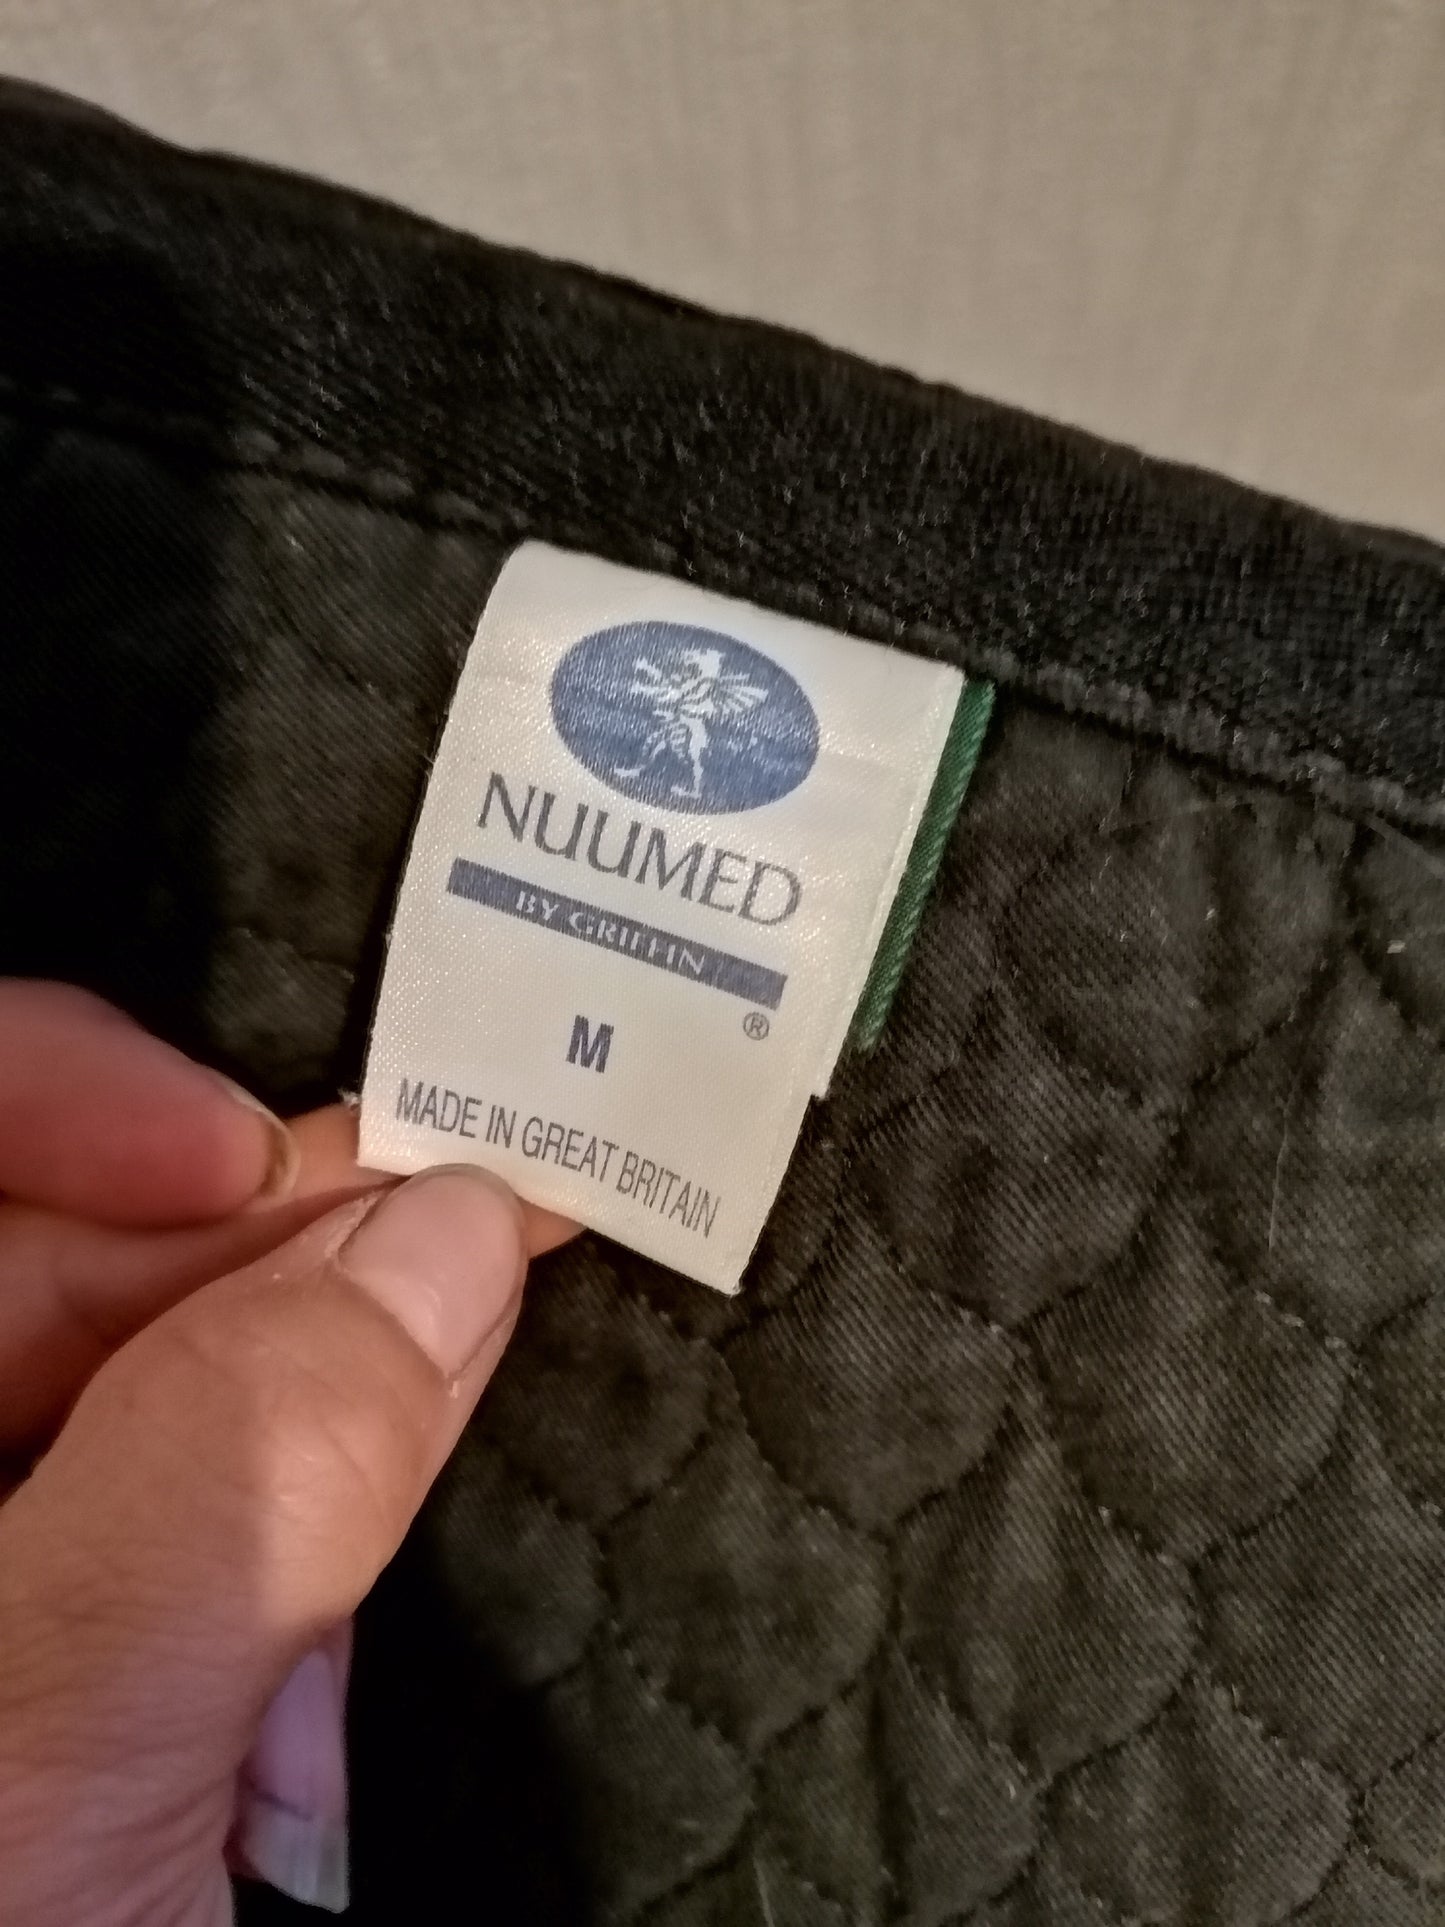 NUUMED
BY GRIFFIN
®
M
MADE IN GREAT BRITAIN